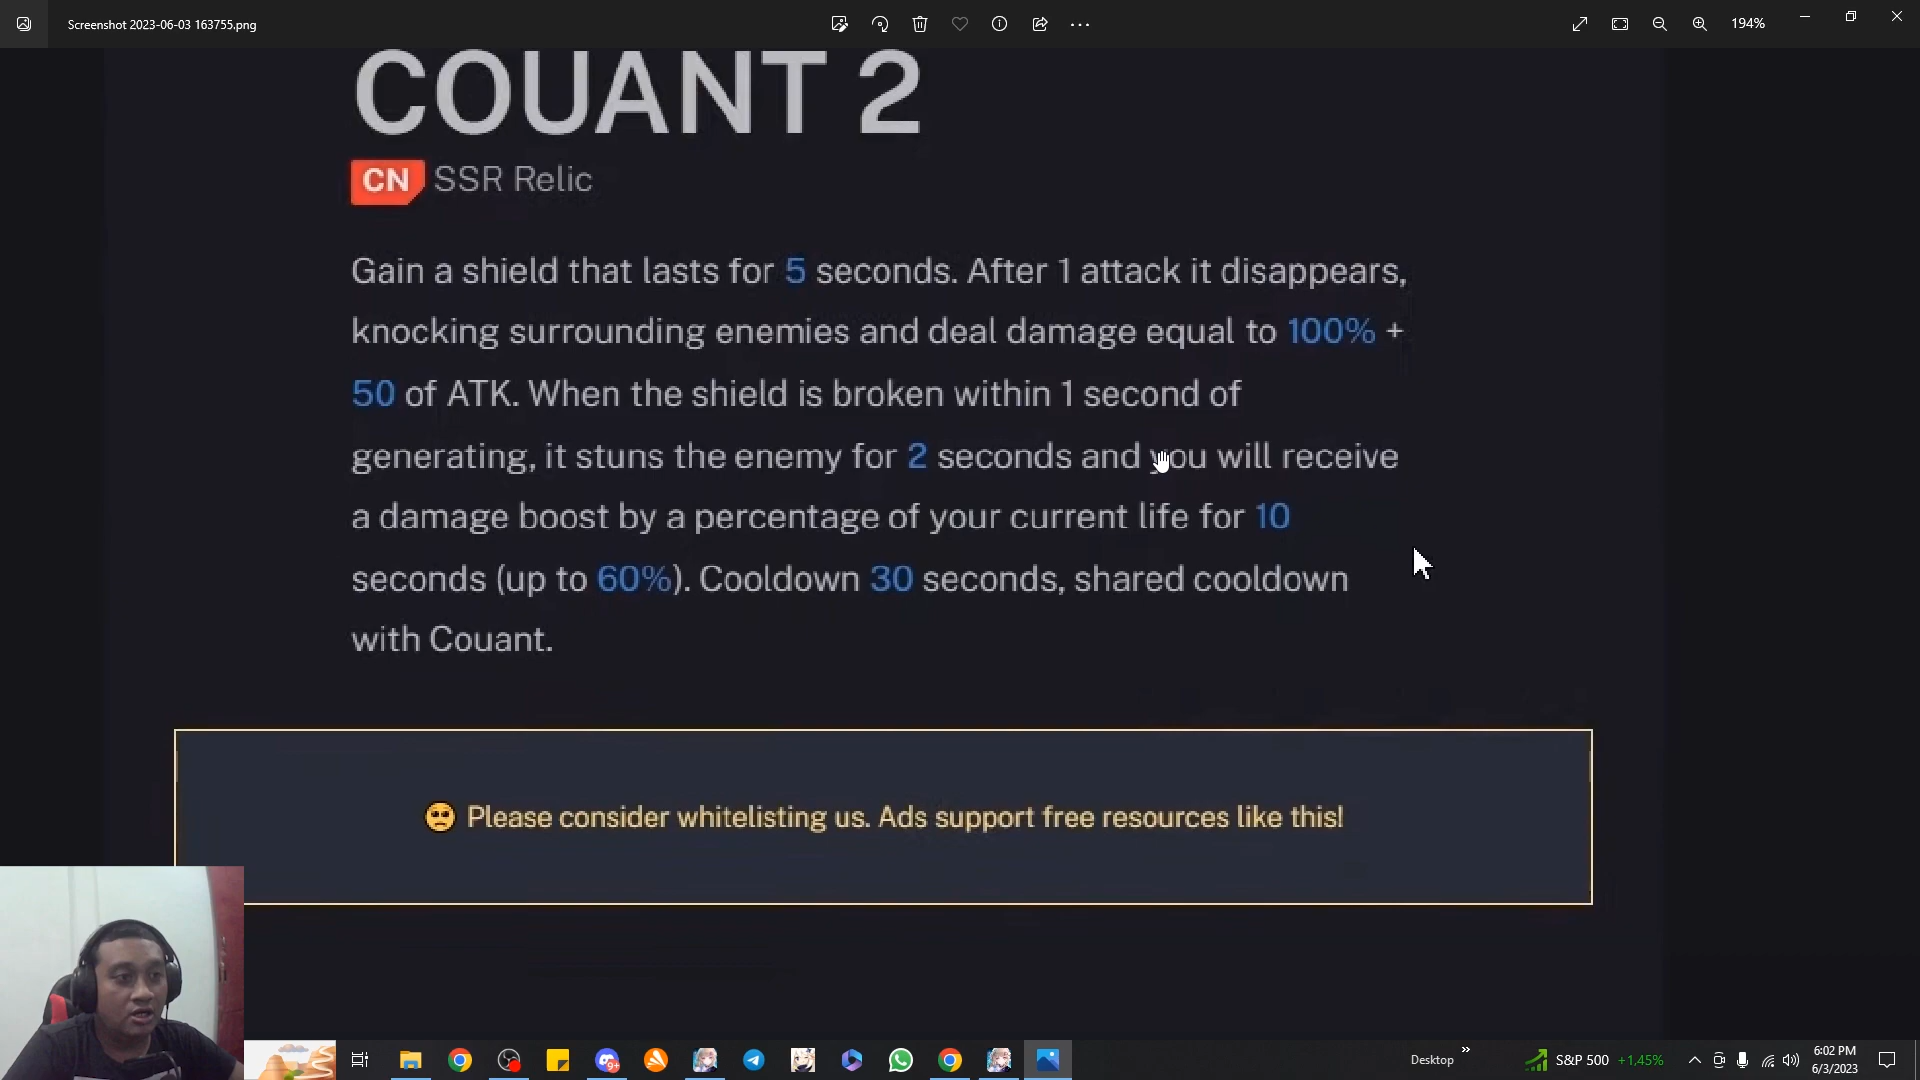 Screenshot 2023-06-03 163755.png
194%
COUANT 2
CN SSR Relic
Gain a shield that lasts for 5 seconds. After 1 attack it disappears,
knocking surrounding enemies and deal damage equal to 100% +
50 of ATK. When the shield is broken within 1 second of
generating, it stuns the enemy for 2 seconds and you will receive
a damage boost by a percentage of your current life for 10
seconds (up to 60%). Cooldown 30 seconds, shared cooldown
with Couant.
🥺 Please consider whitelisting us. Ads support free resources like this!
9+
Desktop
S&P 500 +1,45%
6:02 PM
6/3/2023